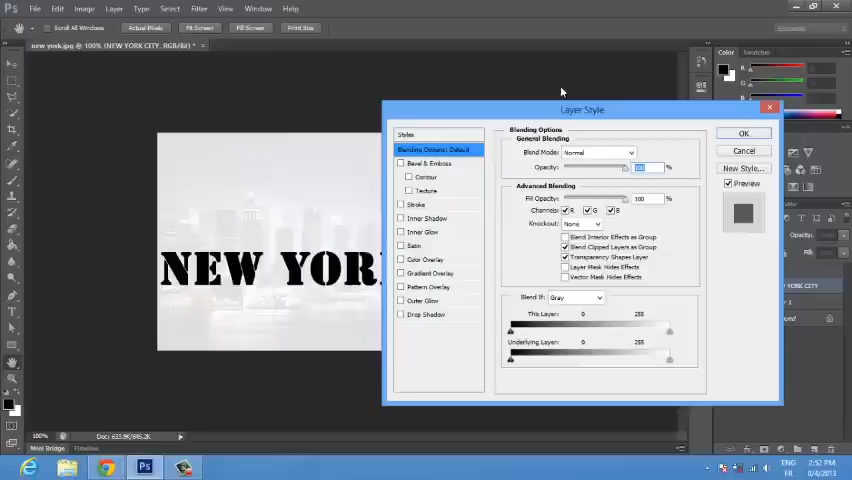 Ps File Edit Image Layer Type Select Filter View Window Help
Scroll All Windows Actual Pixels Fit Screen Fill Screen Print Size Essentials
new york.jpg @ 100% (NEW YORK CITY, RGB/8#) * ×
Color Swatches
R
G
B
Layer Style
Styles
Blending Options: Default
Bevel & Emboss
Contour
Texture
Stroke
Inner Shadow
Inner Glow
Satin
Color Overlay
Gradient Overlay
Pattern Overlay
Outer Glow
Drop Shadow
Blending Options
General Blending
Blend Mode: Normal
Opacity: 100 %
Advanced Blending
Fill Opacity: 100 %
Channels: R G B
Knockout: None
Blend Interior Effects as Group
Blend Clipped Layers as Group
Transparency Shapes Layer
Layer Mask Hides Effects
Vector Mask Hides Effects
Blend If: Gray
This Layer: 0 255
Underlying Layer: 0 255
OK
Cancel
New Style...
Preview
NEW YOR
Opacity:
Fill:
W YORK CITY
100% Doc: 633.9K/845.2K
Mini Bridge Timeline
ENG
FR
2:52 PM
8/4/2013